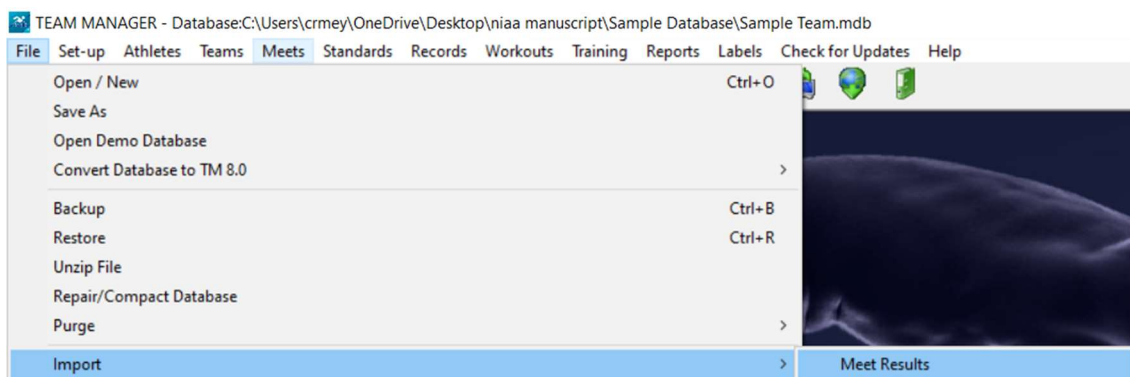 TEAM MANAGER - Database:C:\Users\crmey\OneDrive\Desktop\niaa manuscript\Sample Database\Sample Team.mdb
File Set-up Athletes Teams Meets Standards Records Workouts Training Reports Labels Check for Updates Help
Open / New Ctrl+O
Save As
Open Demo Database
Convert Database to TM 8.0 >
Backup Ctrl+B
Restore Ctrl+R
Unzip File
Repair/Compact Database
Purge >
Import > Meet Results